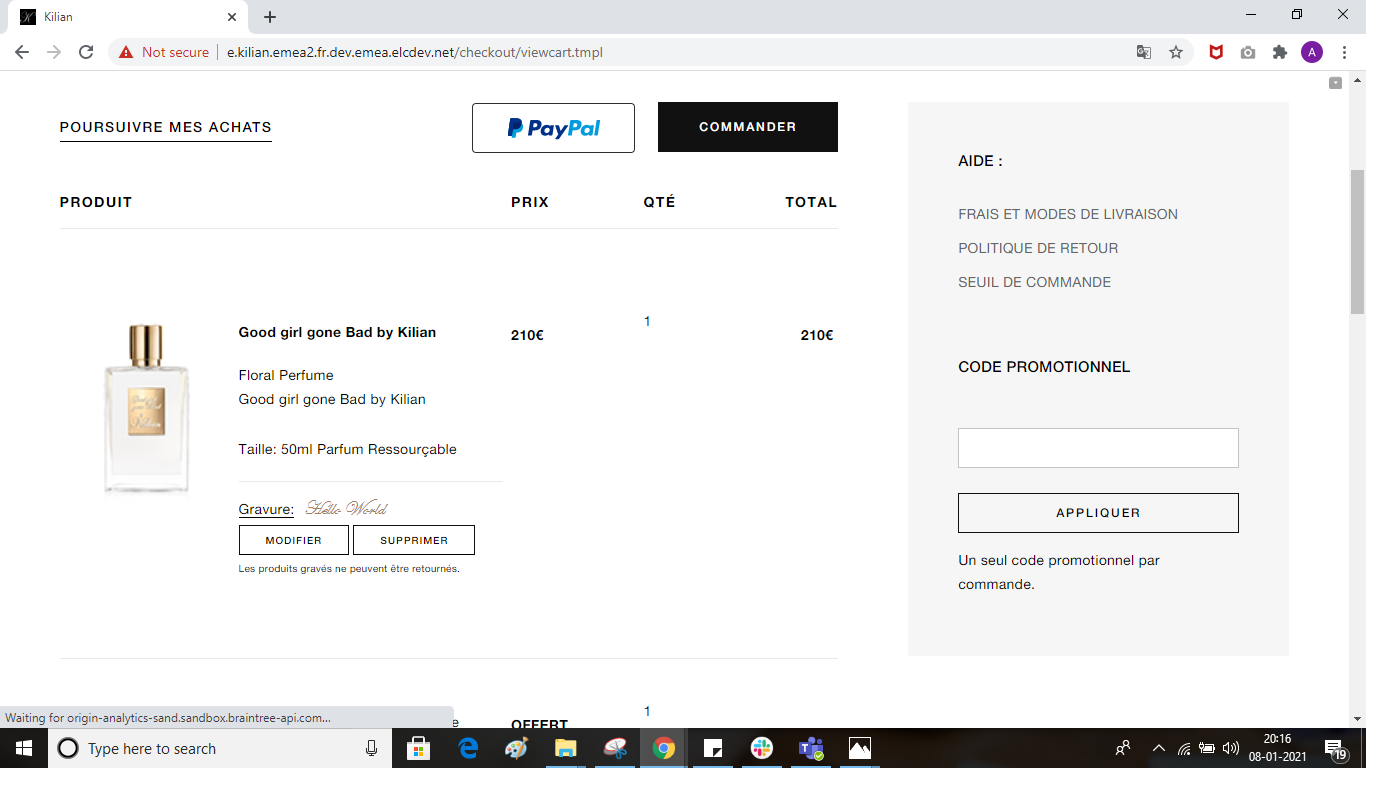 Kilian
Not secure e.kilian.emea2.fr.dev.emea.elcdev.net/checkout/viewcart.tmpl
A
POURSUIVRE MES ACHATS
PayPal
COMMANDER
PRODUIT PRIX QTÉ TOTAL
Good girl gone Bad by Kilian 210€ 1 210€
Floral Perfume
Good girl gone Bad by Kilian
Taille: 50ml Parfum Ressourçable
Gravure: Hello World
MODIFIER SUPPRIMER
Les produits gravés ne peuvent être retournés.
OFFERT 1
AIDE :
FRAIS ET MODES DE LIVRAISON
POLITIQUE DE RETOUR
SEUIL DE COMMANDE
CODE PROMOTIONNEL
APPLIQUER
Un seul code promotionnel par
commande.
Waiting for origin-analytics-sand.sandbox.braintree-api.com...
Type here to search
20:16
08-01-2021
19